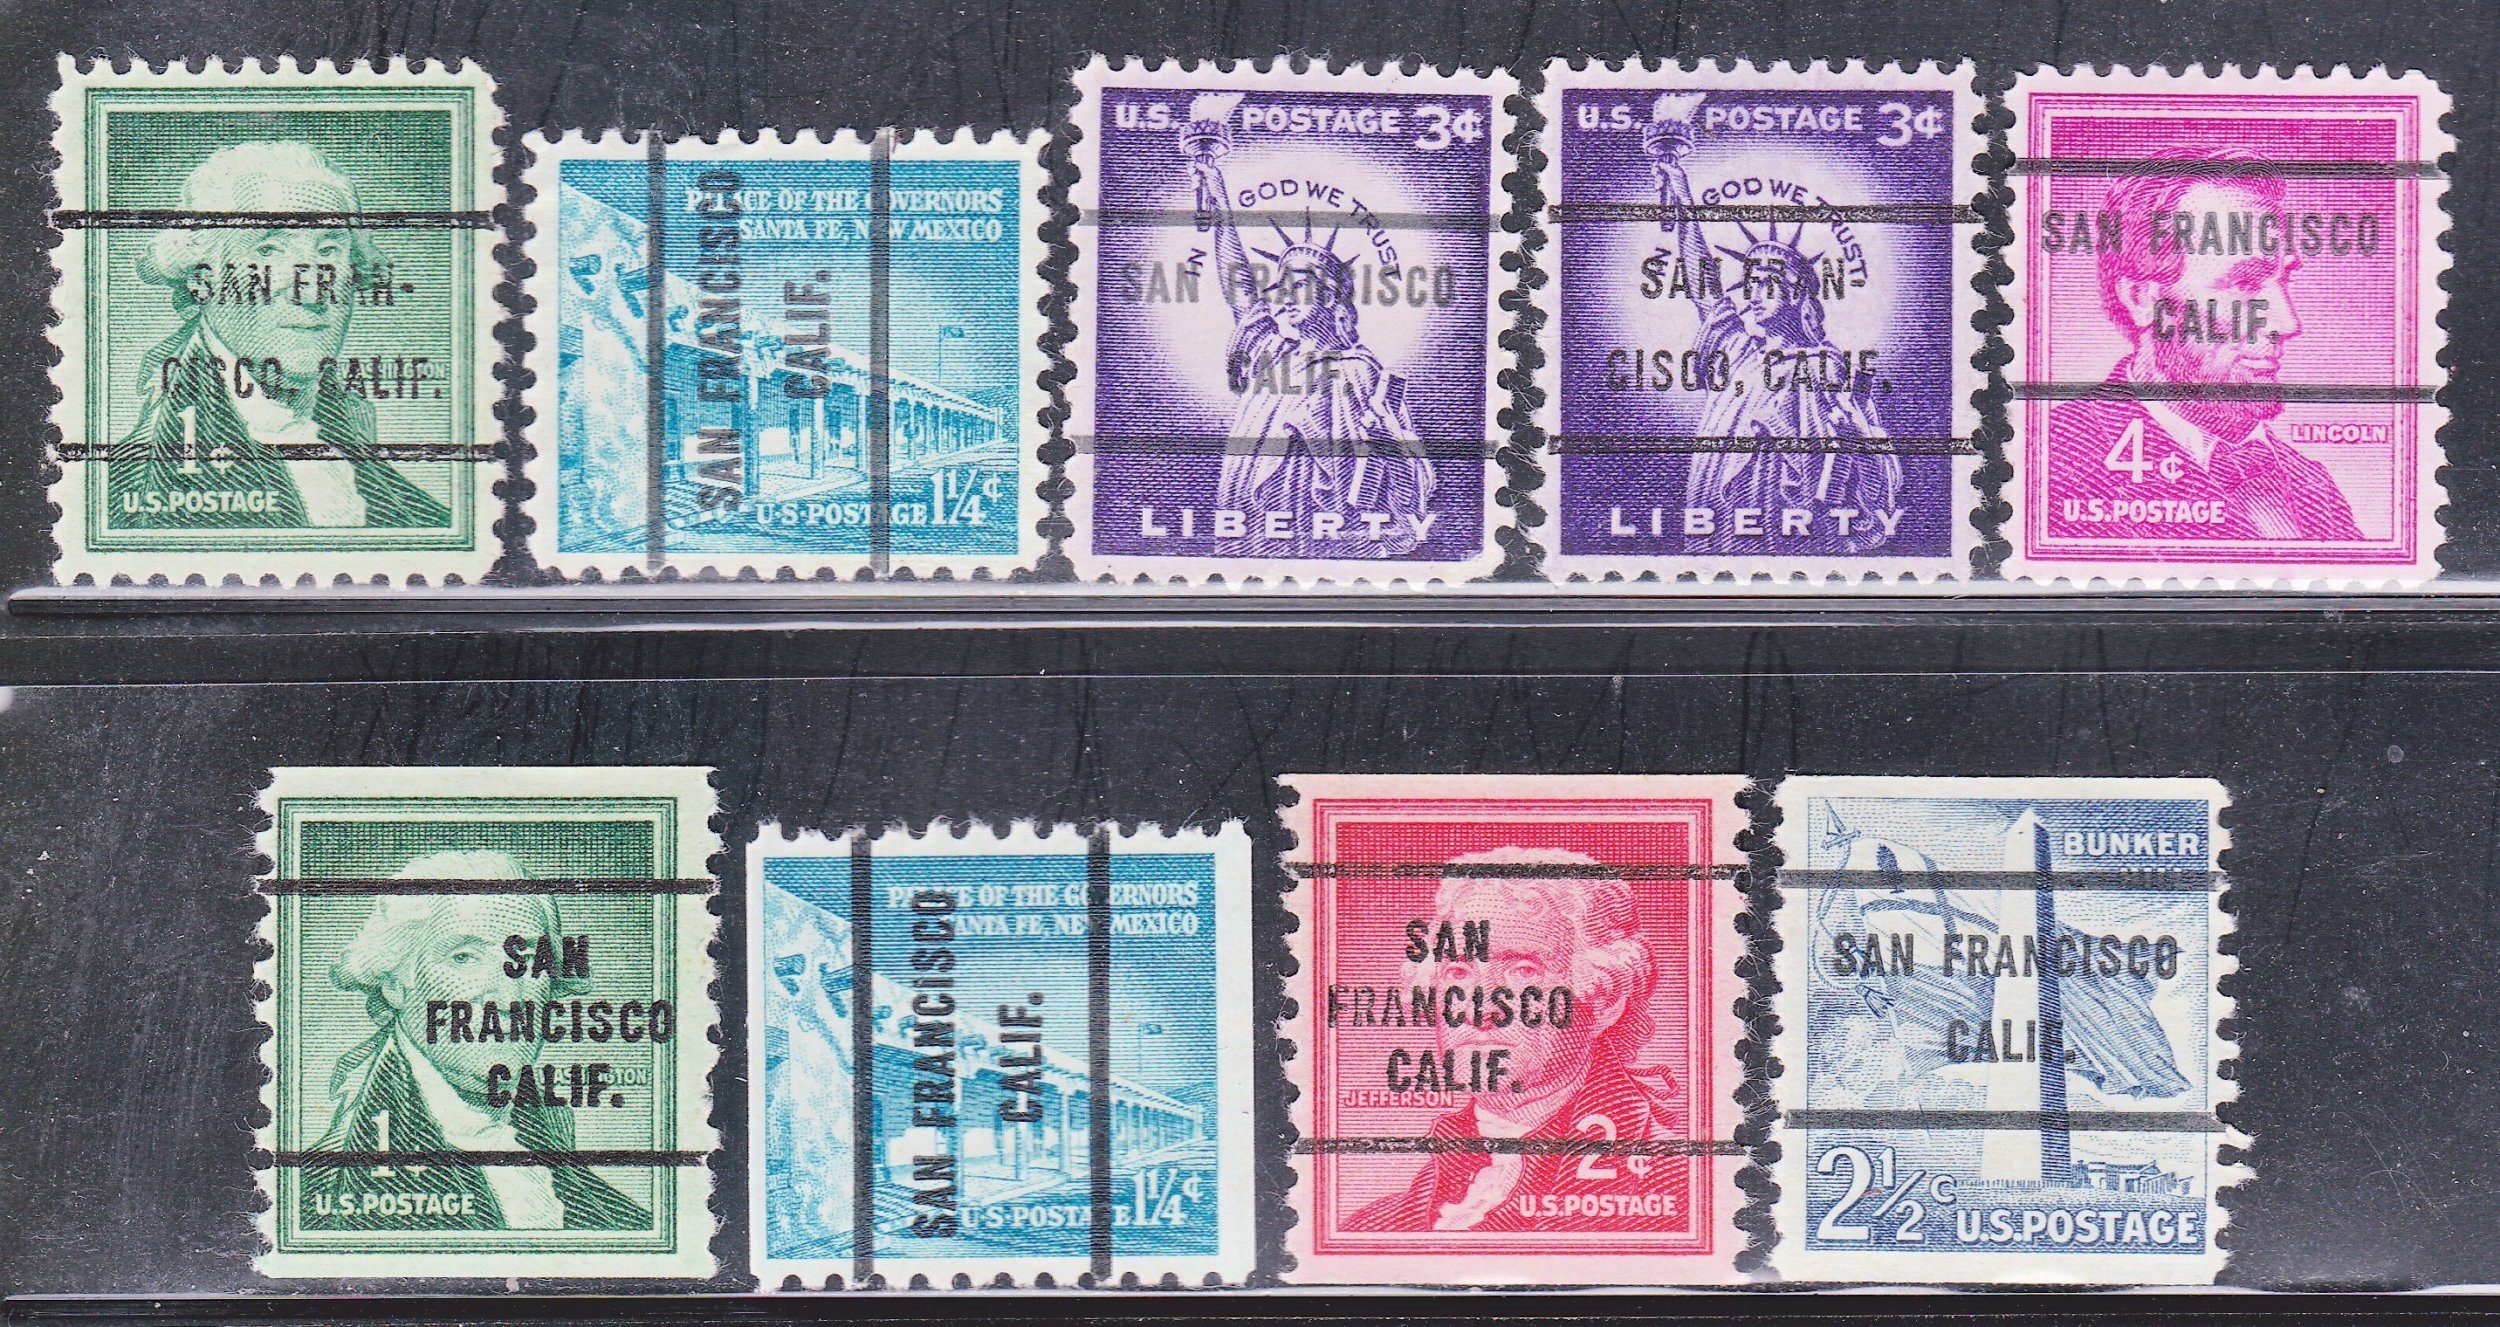 SAN FRAN-
CISCO, CALIF.
WASHINGTON
1¢
U.S.POSTAGE
PALACE OF THE GOVERNORS
SANTA FE, NEW MEXICO
SAN FRANCISCO
CALIF.
U·S·POSTAGE 1¼¢
U.S. POSTAGE 3¢
IN GOD WE TRUST
SAN FRANCISCO
CALIF.
LIBERTY
U.S. POSTAGE 3¢
IN GOD WE TRUST
SAN FRAN-
CISCO, CALIF.
LIBERTY
SAN FRANCISCO
CALIF.
LINCOLN
4¢
U.S.POSTAGE
SAN
FRANCISCO
CALIF.
WASHINGTON
1¢
U.S.POSTAGE
PALACE OF THE GOVERNORS
SANTA FE, NEW MEXICO
SAN FRANCISCO
CALIF.
U·S·POSTAGE 1¼¢
SAN
FRANCISCO
CALIF.
JEFFERSON
2¢
U.S.POSTAGE
BUNKER
SAN FRANCISCO
CALIF.
2½c U.S.POSTAGE